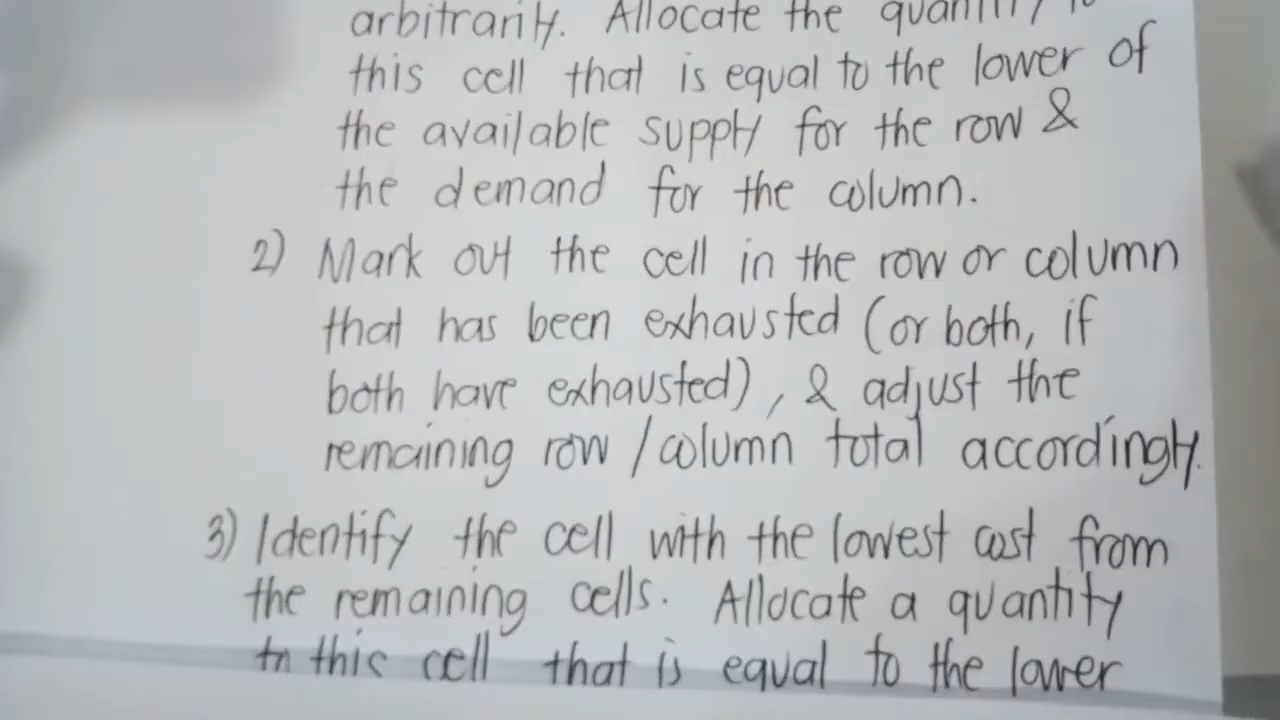 arbitrarily. Allocate the quantity to
this cell that is equal to the lower of
the available supply for the row &
the demand for the column.
2) Mark out the cell in the row or column
that has been exhausted (or both, if
both have exhausted), & adjust the
remaining row / column total accordingly.
3) Identify the cell with the lowest cost from
the remaining cells. Allocate a quantity
to this cell that is equal to the lower